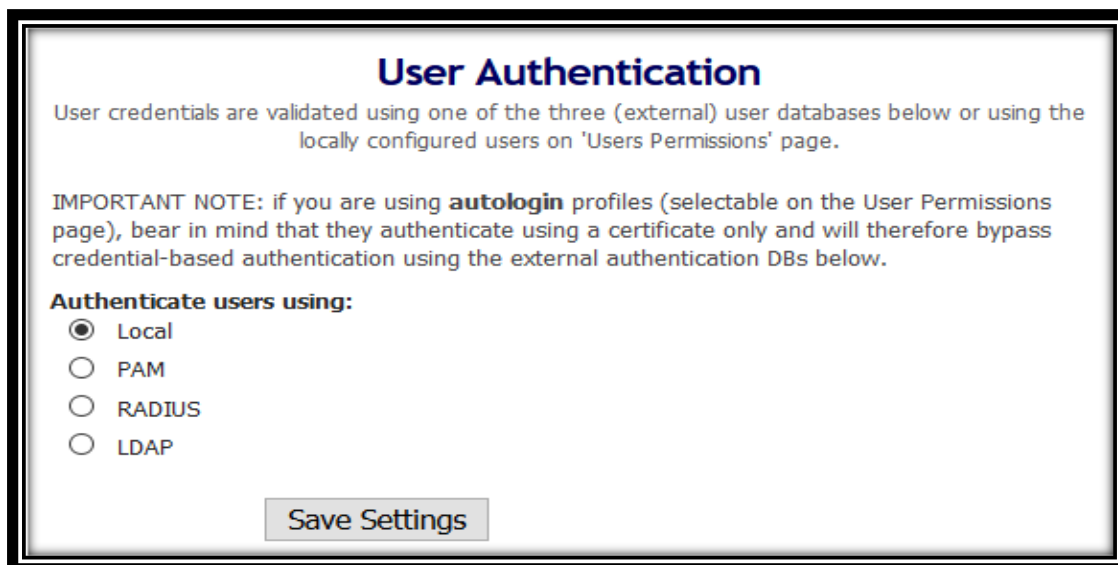 User Authentication
User credentials are validated using one of the three (external) user databases below or using the
locally configured users on 'Users Permissions' page.
IMPORTANT NOTE: if you are using autologin profiles (selectable on the User Permissions
page), bear in mind that they authenticate using a certificate only and will therefore bypass
credential-based authentication using the external authentication DBs below.
Authenticate users using:
Local
PAM
RADIUS
LDAP
Save Settings